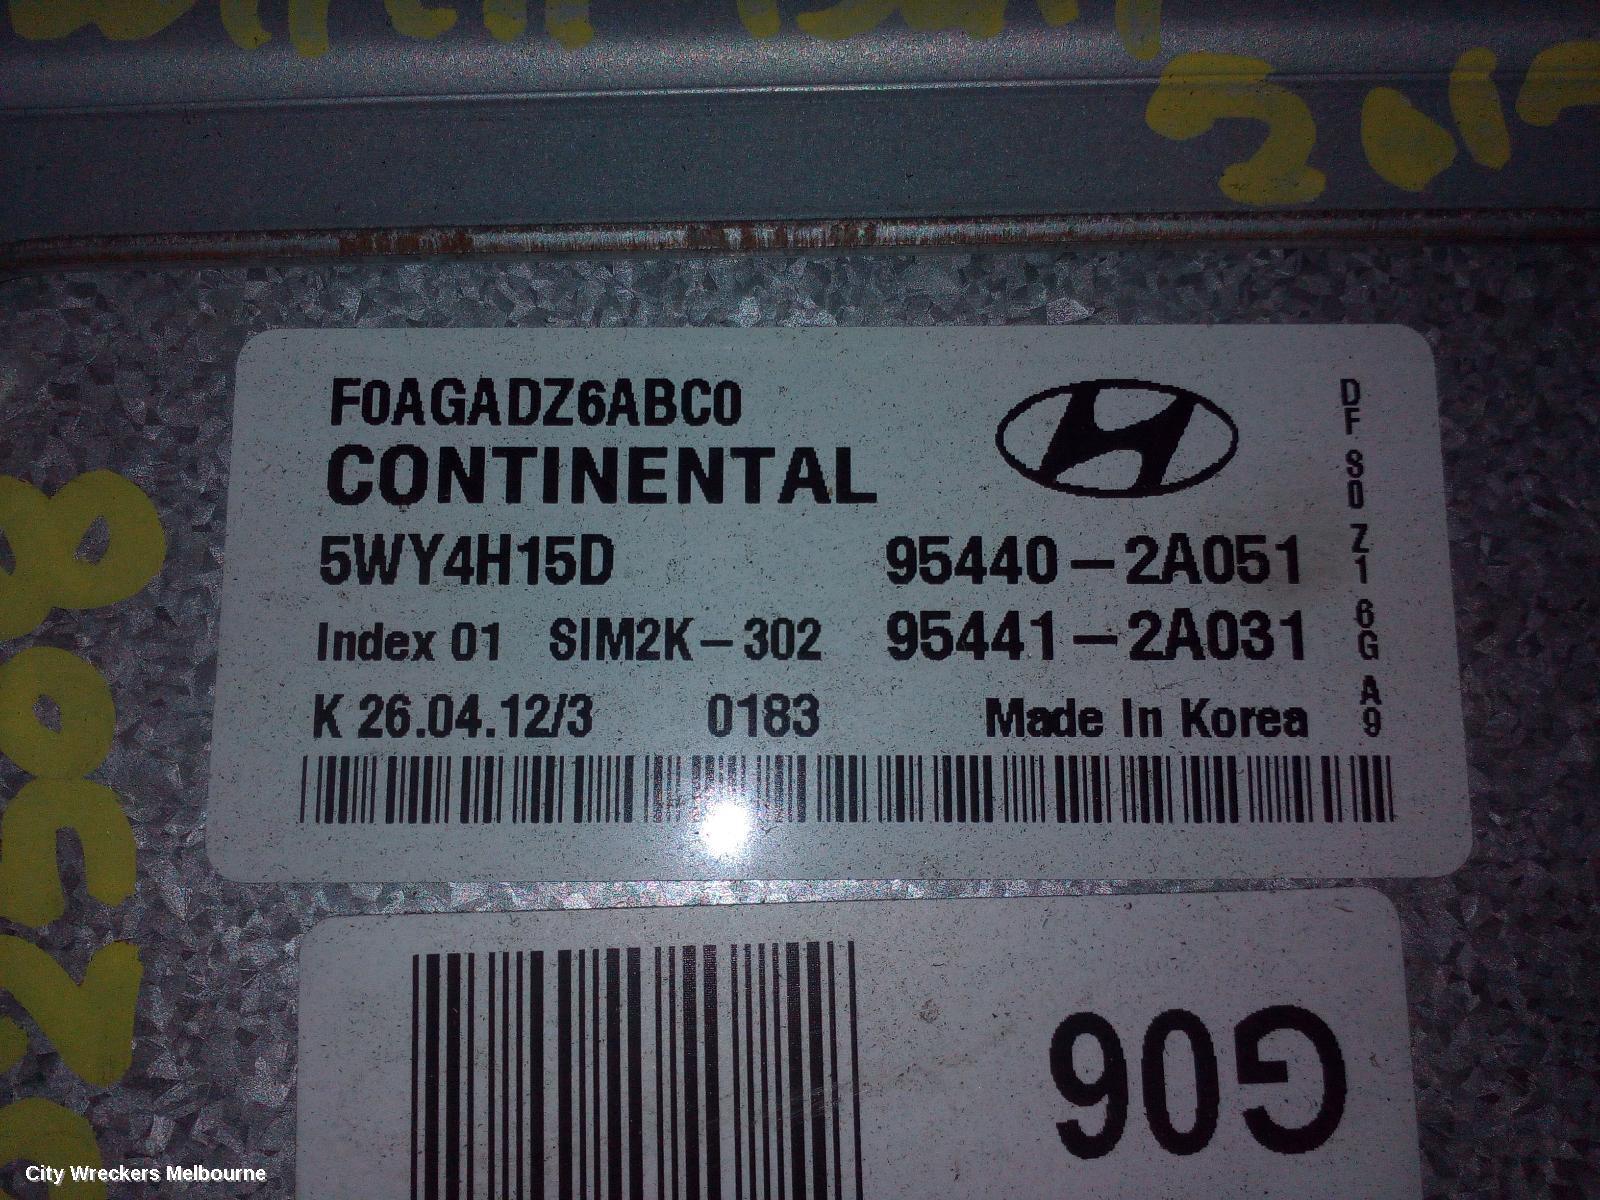 F0AGADZ6ABC0
CONTINENTAL
5WY4H15D 95440-2A051
Index 01 SIM2K-302 95441-2A031
K 26.04.12/3 0183 Made In Korea
DF S0 Z1 6G A9
G06
City Wreckers Melbourne